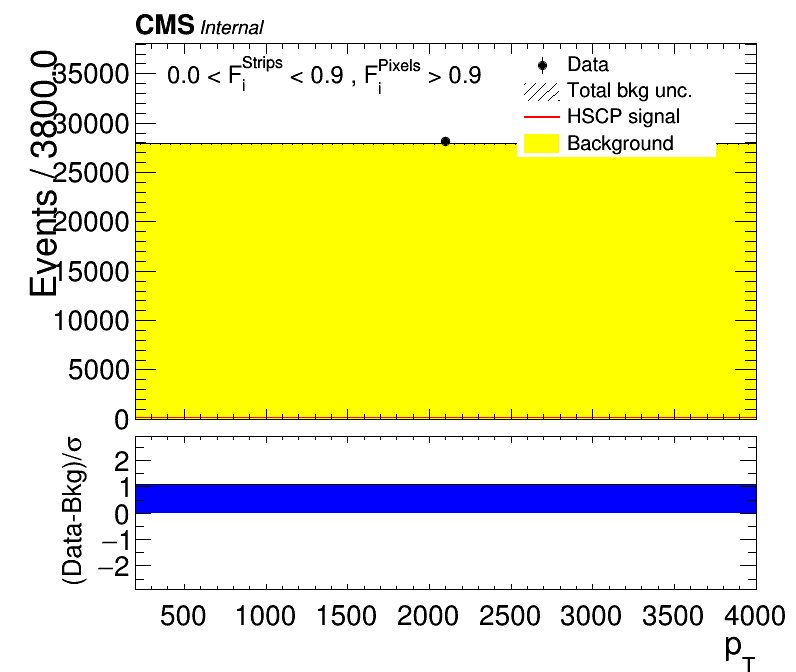 CMS Internal
0.0 < F_i^Strips < 0.9 , F_i^Pixels > 0.9
Data
Total bkg unc.
HSCP signal
Background
Events / 3800.0
35000
30000
25000
20000
15000
10000
5000
0
(Data-Bkg)/σ
2
1
0
−1
−2
500 1000 1500 2000 2500 3000 3500 4000
p_T